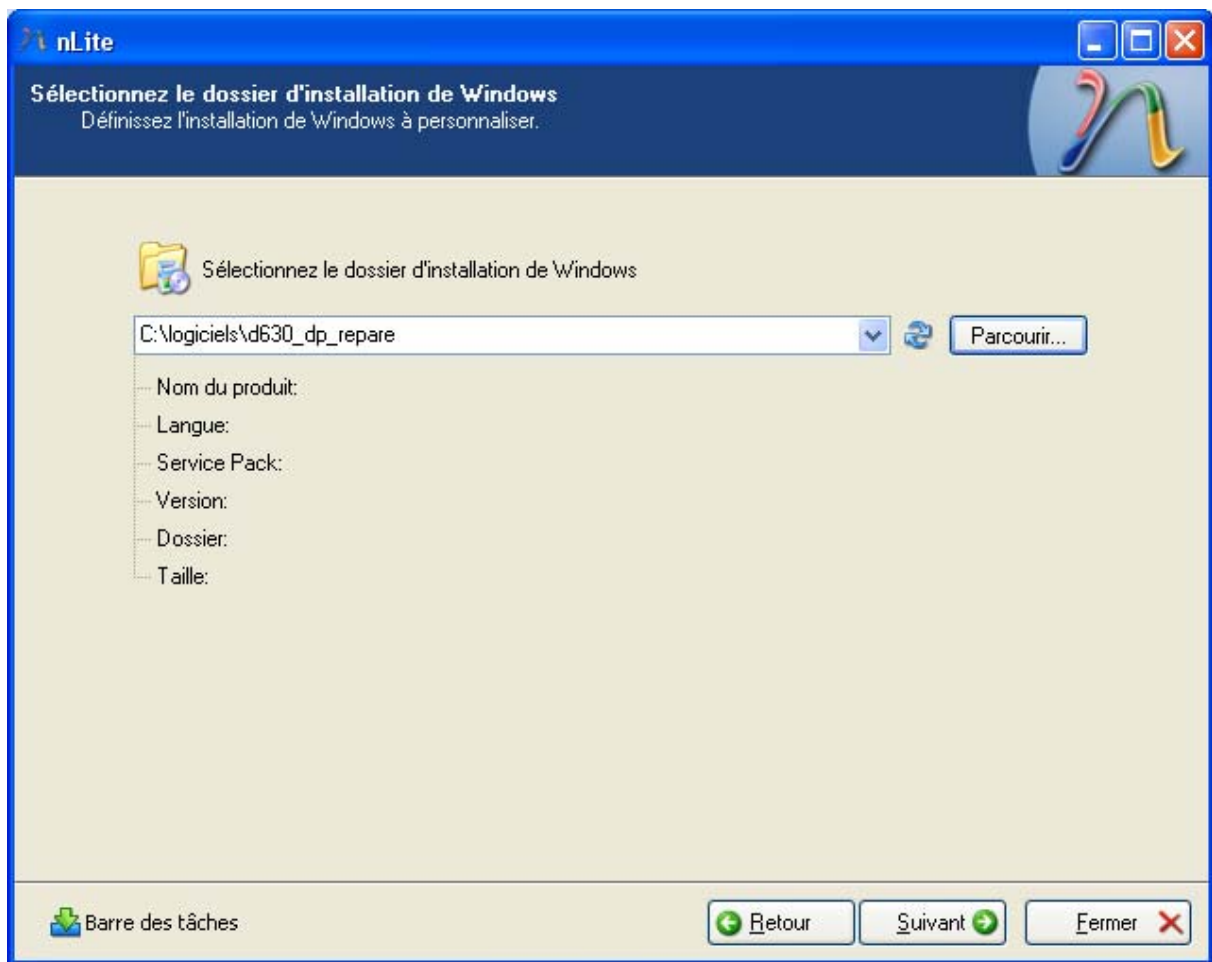 nLite
Sélectionnez le dossier d'installation de Windows
Définissez l'installation de Windows à personnaliser.
Sélectionnez le dossier d'installation de Windows
C:\logiciels\d630_dp_repare
Parcourir...
Nom du produit:
Langue:
Service Pack:
Version:
Dossier:
Taille:
Barre des tâches
Retour
Suivant
Fermer